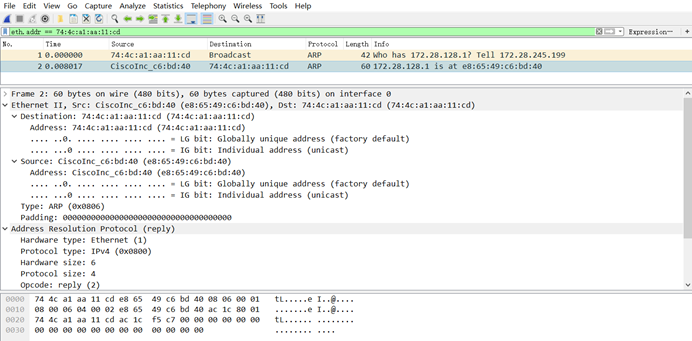 File Edit View Go Capture Analyze Statistics Telephony Wireless Tools Help
eth.addr == 74:4c:a1:aa:11:cd Expression… +
No. Time Source Destination Protocol Length Info
1 0.000000 74:4c:a1:aa:11:cd Broadcast ARP 42 Who has 172.28.128.1? Tell 172.28.245.199
2 0.008017 CiscoInc_c6:bd:40 74:4c:a1:aa:11:cd ARP 60 172.28.128.1 is at e8:65:49:c6:bd:40
Frame 2: 60 bytes on wire (480 bits), 60 bytes captured (480 bits) on interface 0
Ethernet II, Src: CiscoInc_c6:bd:40 (e8:65:49:c6:bd:40), Dst: 74:4c:a1:aa:11:cd (74:4c:a1:aa:11:cd)
Destination: 74:4c:a1:aa:11:cd (74:4c:a1:aa:11:cd)
Address: 74:4c:a1:aa:11:cd (74:4c:a1:aa:11:cd)
.... ..0. .... .... .... .... = LG bit: Globally unique address (factory default)
.... ...0 .... .... .... .... = IG bit: Individual address (unicast)
Source: CiscoInc_c6:bd:40 (e8:65:49:c6:bd:40)
Address: CiscoInc_c6:bd:40 (e8:65:49:c6:bd:40)
.... ..0. .... .... .... .... = LG bit: Globally unique address (factory default)
.... ...0 .... .... .... .... = IG bit: Individual address (unicast)
Type: ARP (0x0806)
Padding: 000000000000000000000000000000000000
Address Resolution Protocol (reply)
Hardware type: Ethernet (1)
Protocol type: IPv4 (0x0800)
Hardware size: 6
Protocol size: 4
Opcode: reply (2)
0000 74 4c a1 aa 11 cd e8 65 49 c6 bd 40 08 06 00 01 tL.....e I..@....
0010 08 00 06 04 00 02 e8 65 49 c6 bd 40 ac 1c 80 01 .......e I..@....
0020 74 4c a1 aa 11 cd ac 1c f5 c7 00 00 00 00 00 00 tL...... ........
0030 00 00 00 00 00 00 00 00 00 00 00 00 ........ ....